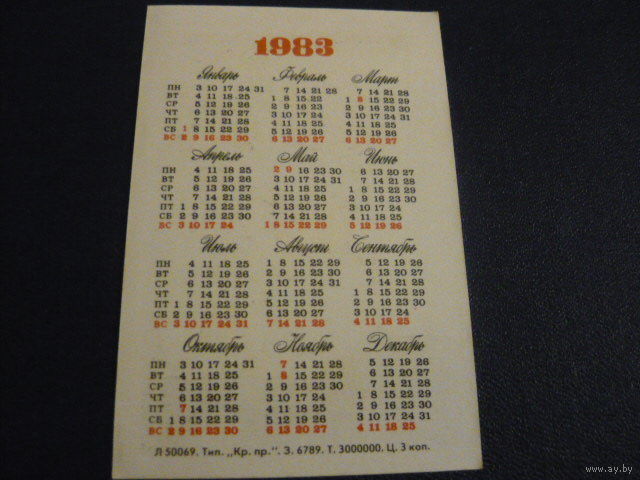 1983
Январь Февраль Март
ПН 3 10 17 24 31 7 14 21 28 7 14 21 28
ВТ 4 11 18 25 1 8 15 22 1 8 15 22 29
СР 5 12 19 26 2 9 16 23 2 9 16 23 30
ЧТ 6 13 20 27 3 10 17 24 3 10 17 24 31
ПТ 7 14 21 28 4 11 18 25 4 11 18 25
СБ 1 8 15 22 29 5 12 19 26 5 12 19 26
ВС 2 9 16 23 30 6 13 20 27 6 13 20 27
Апрель Май Июнь
ПН 4 11 18 25 2 9 16 23 30 6 13 20 27
ВТ 5 12 19 26 3 10 17 24 31 7 14 21 28
СР 6 13 20 27 4 11 18 25 1 8 15 22 29
ЧТ 7 14 21 28 5 12 19 26 2 9 16 23 30
ПТ 1 8 15 22 29 6 13 20 27 3 10 17 24
СБ 2 9 16 23 30 7 14 21 28 4 11 18 25
ВС 3 10 17 24 1 8 15 22 29 5 12 19 26
Июль Август Сентябрь
ПН 4 11 18 25 1 8 15 22 29 5 12 19 26
ВТ 5 12 19 26 2 9 16 23 30 6 13 20 27
СР 6 13 20 27 3 10 17 24 31 7 14 21 28
ЧТ 7 14 21 28 4 11 18 25 1 8 15 22 29
ПТ 1 8 15 22 29 5 12 19 26 2 9 16 23 30
СБ 2 9 16 23 30 6 13 20 27 3 10 17 24
ВС 3 10 17 24 31 7 14 21 28 4 11 18 25
Октябрь Ноябрь Декабрь
ПН 3 10 17 24 31 7 14 21 28 5 12 19 26
ВТ 4 11 18 25 1 8 15 22 29 6 13 20 27
СР 5 12 19 26 2 9 16 23 30 7 14 21 28
ЧТ 6 13 20 27 3 10 17 24 1 8 15 22 29
ПТ 7 14 21 28 4 11 18 25 2 9 16 23 30
СБ 1 8 15 22 29 5 12 19 26 3 10 17 24 31
ВС 2 9 16 23 30 6 13 20 27 4 11 18 25
Л 50069. Тип. „Кр. пр.". З. 6789. Т. 3000000. Ц. 3 коп.
www.ay.by